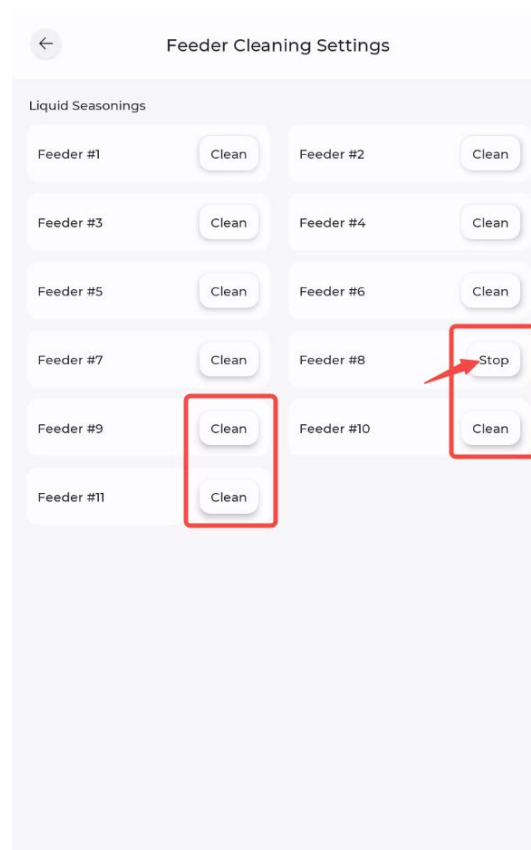 Feeder Cleaning Settings
Liquid Seasonings
Feeder #1 Clean Feeder #2 Clean
Feeder #3 Clean Feeder #4 Clean
Feeder #5 Clean Feeder #6 Clean
Feeder #7 Clean Feeder #8 Stop
Feeder #9 Clean Feeder #10 Clean
Feeder #11 Clean